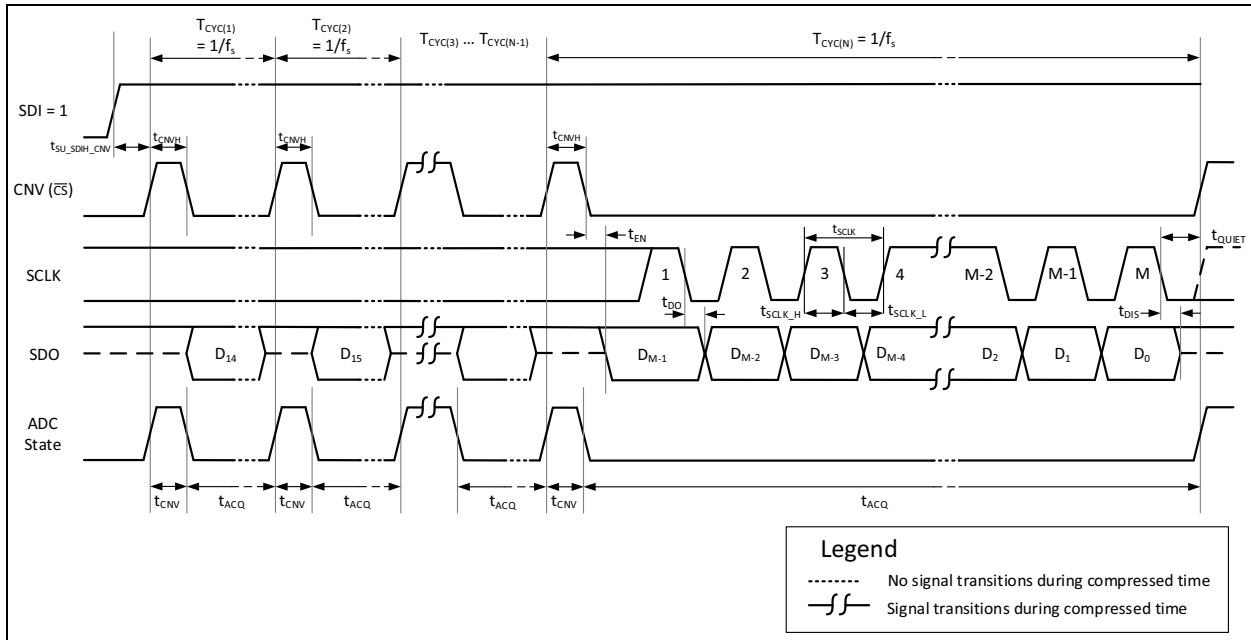 T_CYC(1) = 1/f_s
T_CYC(2) = 1/f_s
T_CYC(3) ... T_CYC(N-1)
T_CYC(N) = 1/f_s
SDI = 1
t_SU_SDIH_CNV
t_CNVH
t_CNVH
t_CNVH
CNV (C̅S̅)
t_EN
t_SCLK
t_QUIET
SCLK
1
2
3
4
M-2
M-1
M
t_DO
t_SCLK_H
t_SCLK_L
t_DIS
SDO
D_14
D_15
D_M-1
D_M-2
D_M-3
D_M-4
D_2
D_1
D_0
ADC
State
t_CNV
t_ACQ
t_CNV
t_ACQ
t_ACQ
t_CNV
t_ACQ
Legend
No signal transitions during compressed time
Signal transitions during compressed time